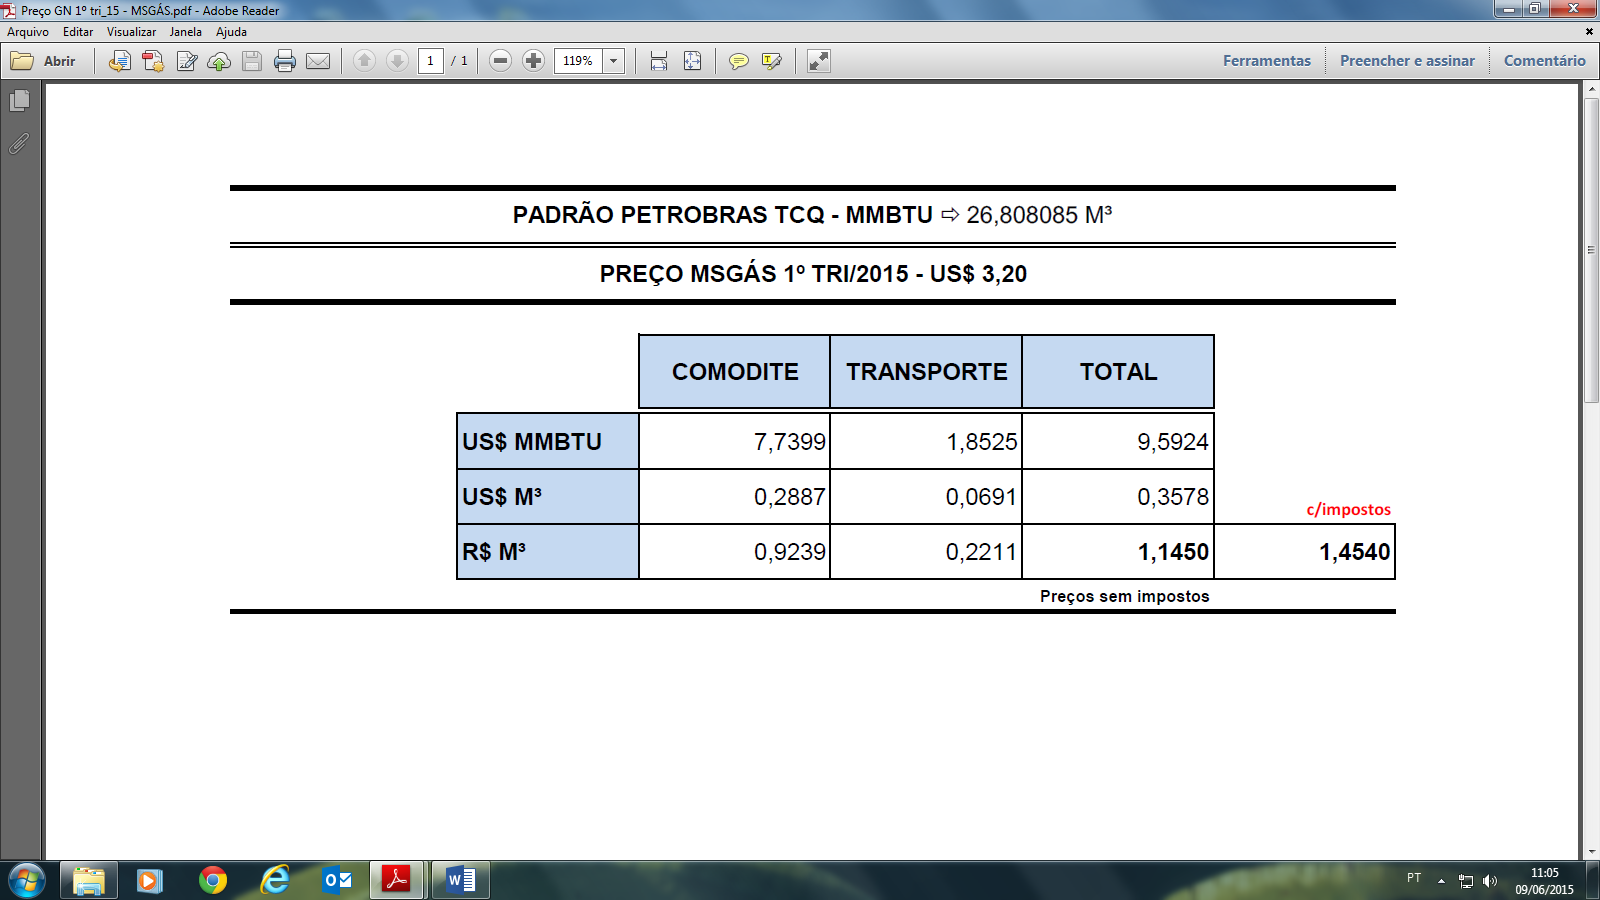 Preço GN 1º tri_15 - MSGÁS.pdf - Adobe Reader
Arquivo Editar Visualizar Janela Ajuda
Abrir 1 / 1 119% Ferramentas Preencher e assinar Comentário
PADRÃO PETROBRAS TCQ - MMBTU ⇨ 26,808085 M³
PREÇO MSGÁS 1º TRI/2015 - US$ 3,20
COMODITE TRANSPORTE TOTAL
US$ MMBTU 7,7399 1,8525 9,5924
US$ M³ 0,2887 0,0691 0,3578
c/impostos
R$ M³ 0,9239 0,2211 1,1450 1,4540
Preços sem impostos
PT 11:05
09/06/2015